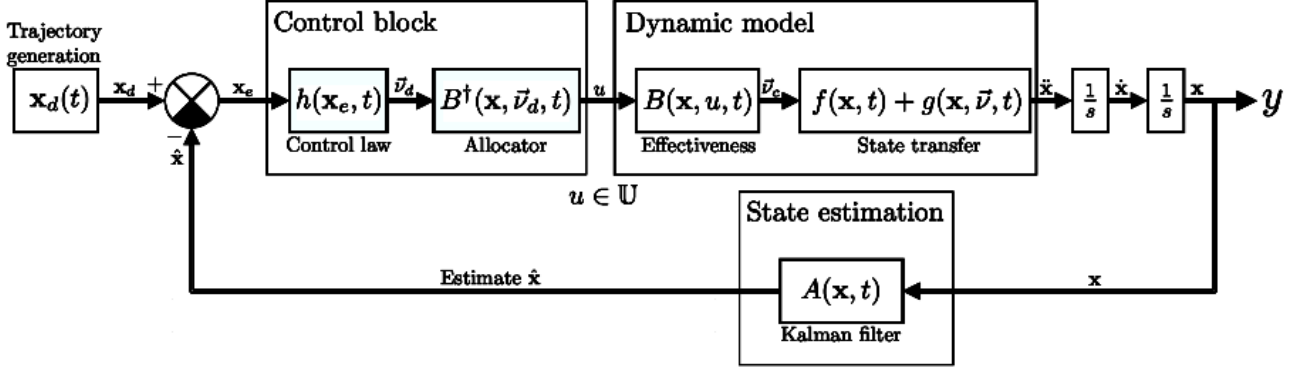 Trajectory
generation
𝐱_d(t)
𝐱_d
+
−
𝐱̂
𝐱_e
Control block
h(𝐱_e, t)
Control law
ν⃗_d
B†(𝐱, ν⃗_d, t)
Allocator
u
u ∈ 𝕌
Dynamic model
B(𝐱, u, t)
Effectiveness
ν⃗_c
f(𝐱, t) + g(𝐱, ν⃗, t)
State transfer
𝐱̈
1/s
𝐱̇
1/s
𝐱
y
State estimation
A(𝐱, t)
Kalman filter
𝐱
Estimate 𝐱̂